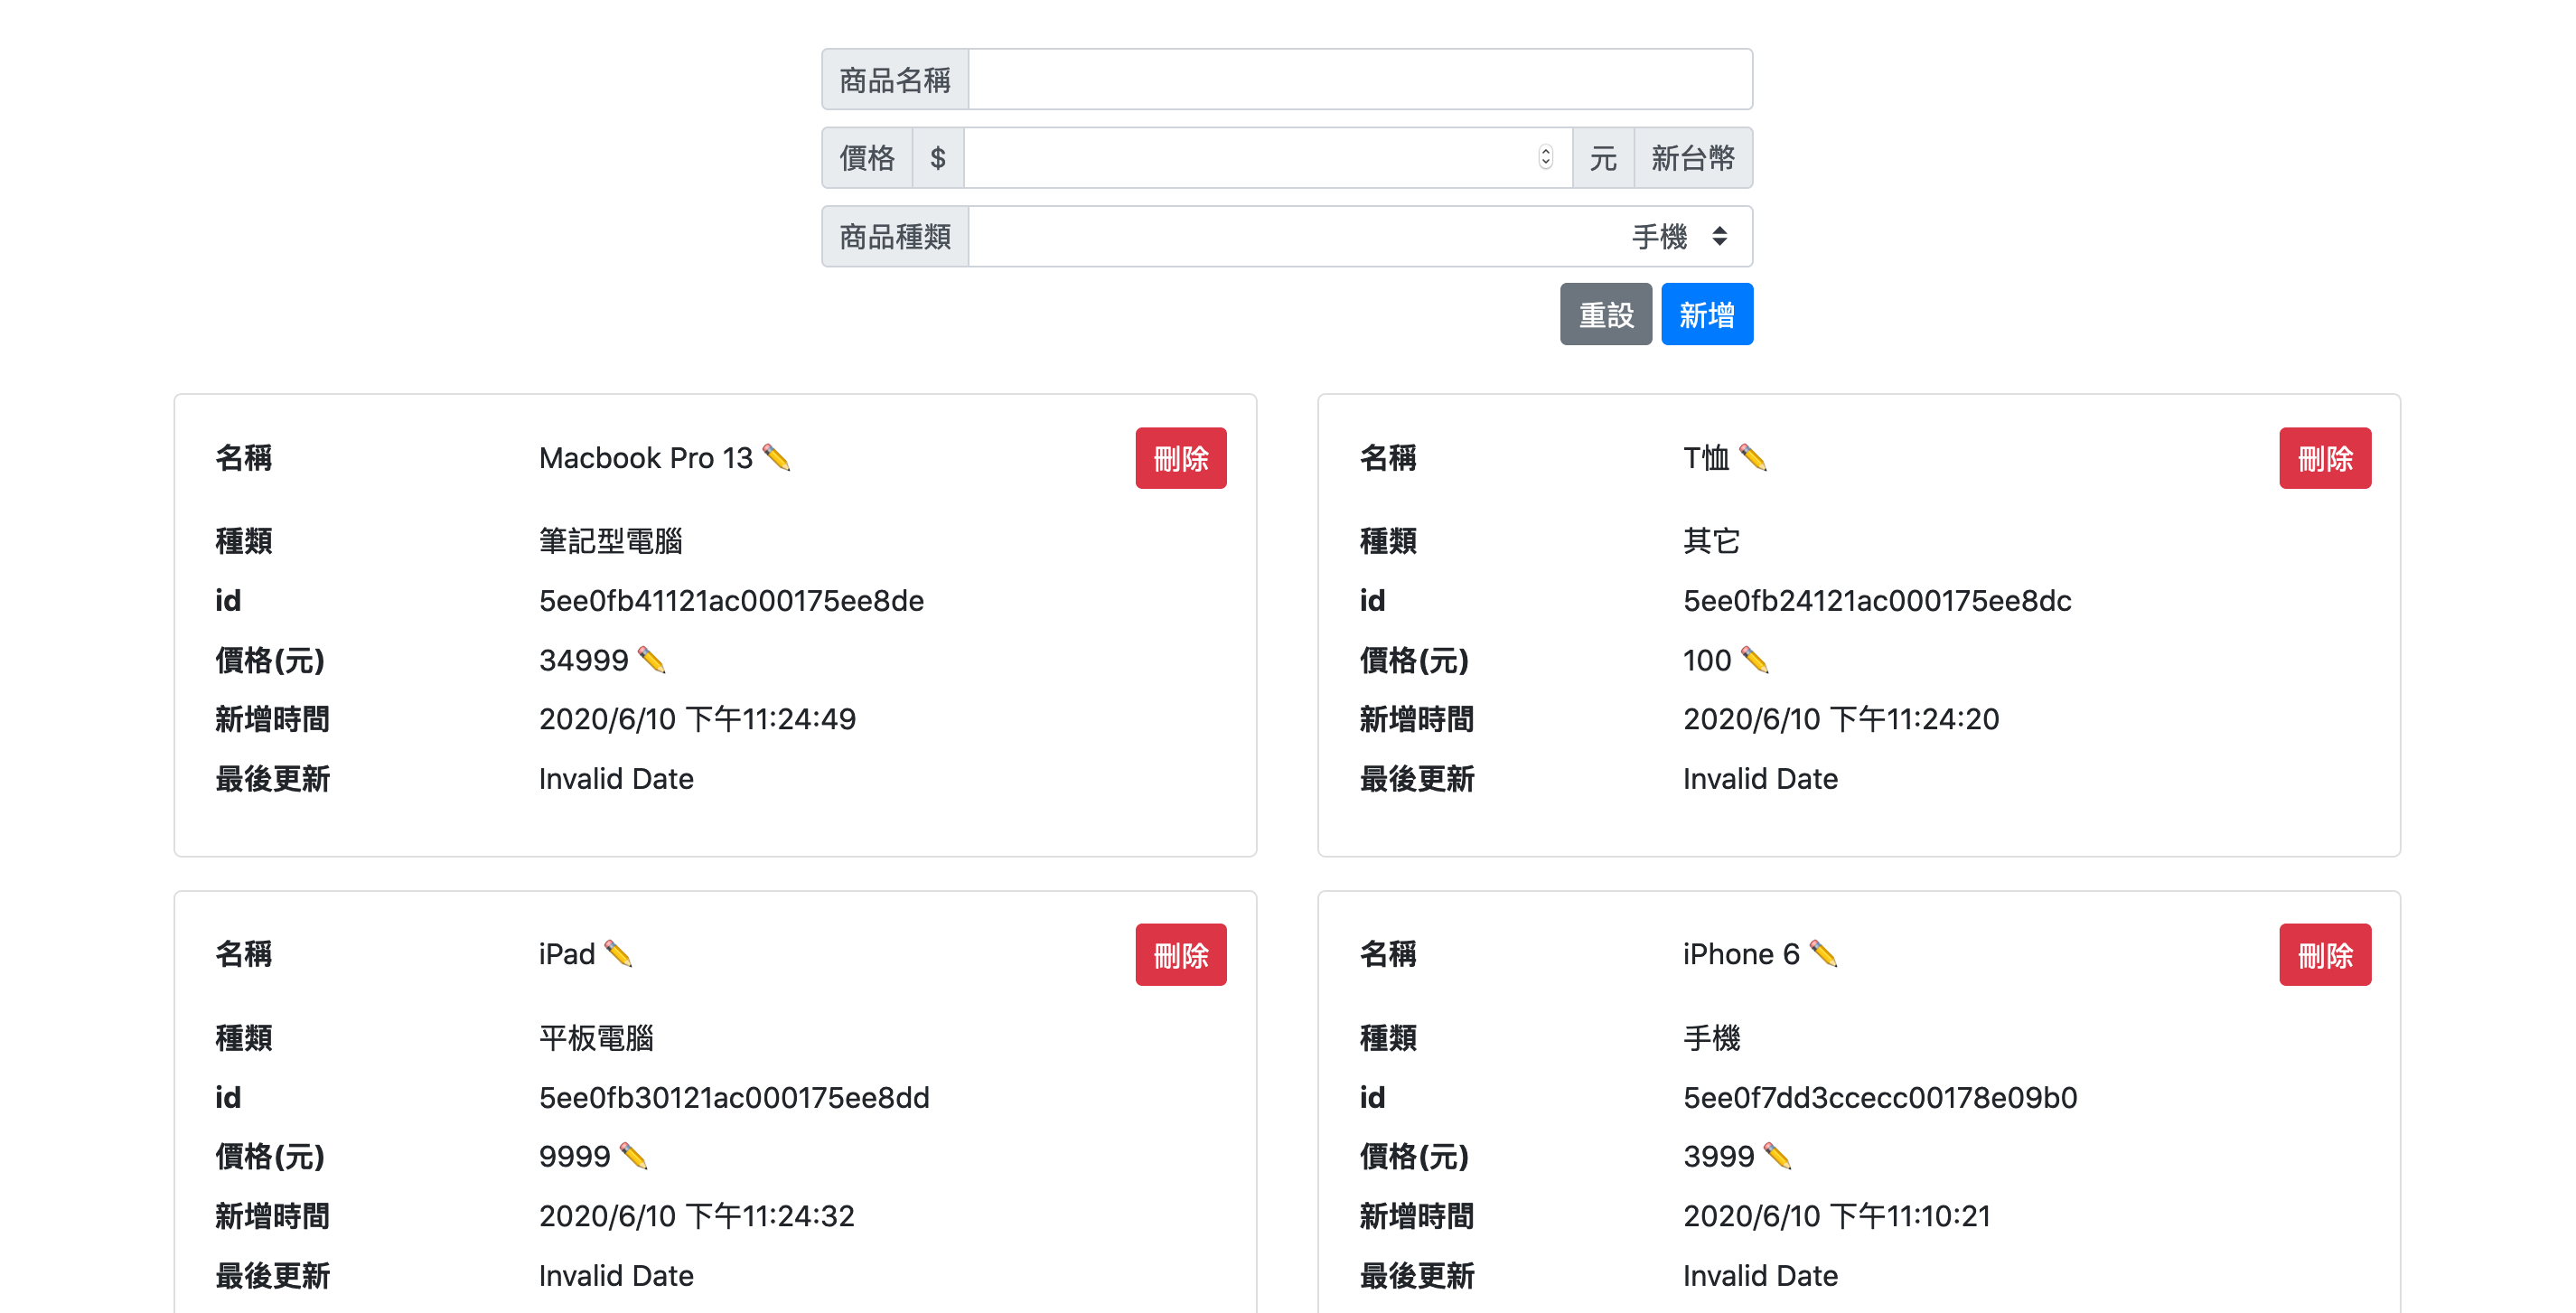 商品名稱
價格 $ 元 新台幣
商品種類 手機
重設 新增
名稱 Macbook Pro 13 ✏️ 刪除
種類 筆記型電腦
id 5ee0fb41121ac000175ee8de
價格(元) 34999 ✏️
新增時間 2020/6/10 下午11:24:49
最後更新 Invalid Date
名稱 T恤 ✏️ 刪除
種類 其它
id 5ee0fb24121ac000175ee8dc
價格(元) 100 ✏️
新增時間 2020/6/10 下午11:24:20
最後更新 Invalid Date
名稱 iPad ✏️ 刪除
種類 平板電腦
id 5ee0fb30121ac000175ee8dd
價格(元) 9999 ✏️
新增時間 2020/6/10 下午11:24:32
最後更新 Invalid Date
名稱 iPhone 6 ✏️ 刪除
種類 手機
id 5ee0f7dd3ccecc00178e09b0
價格(元) 3999 ✏️
新增時間 2020/6/10 下午11:10:21
最後更新 Invalid Date